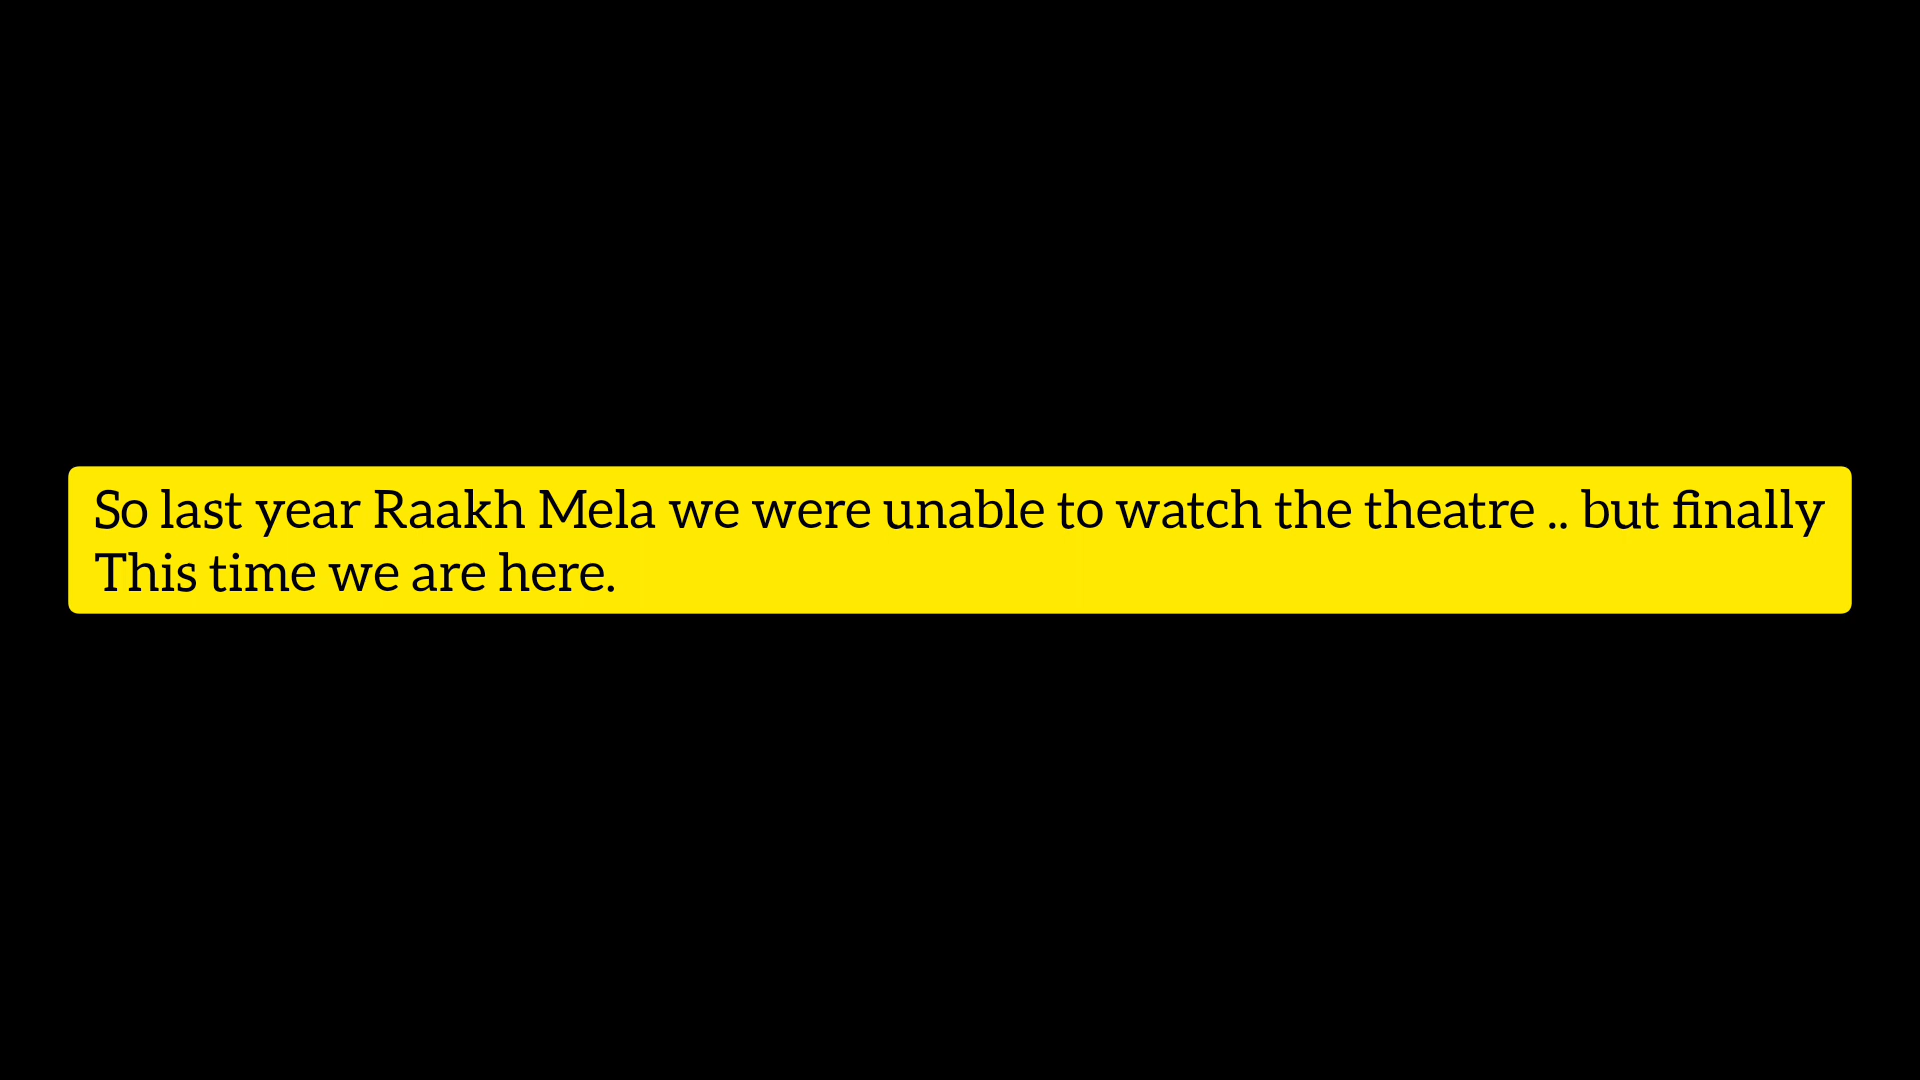 So last year Raakh Mela we were unable to watch the theatre .. but finally
This time we are here.